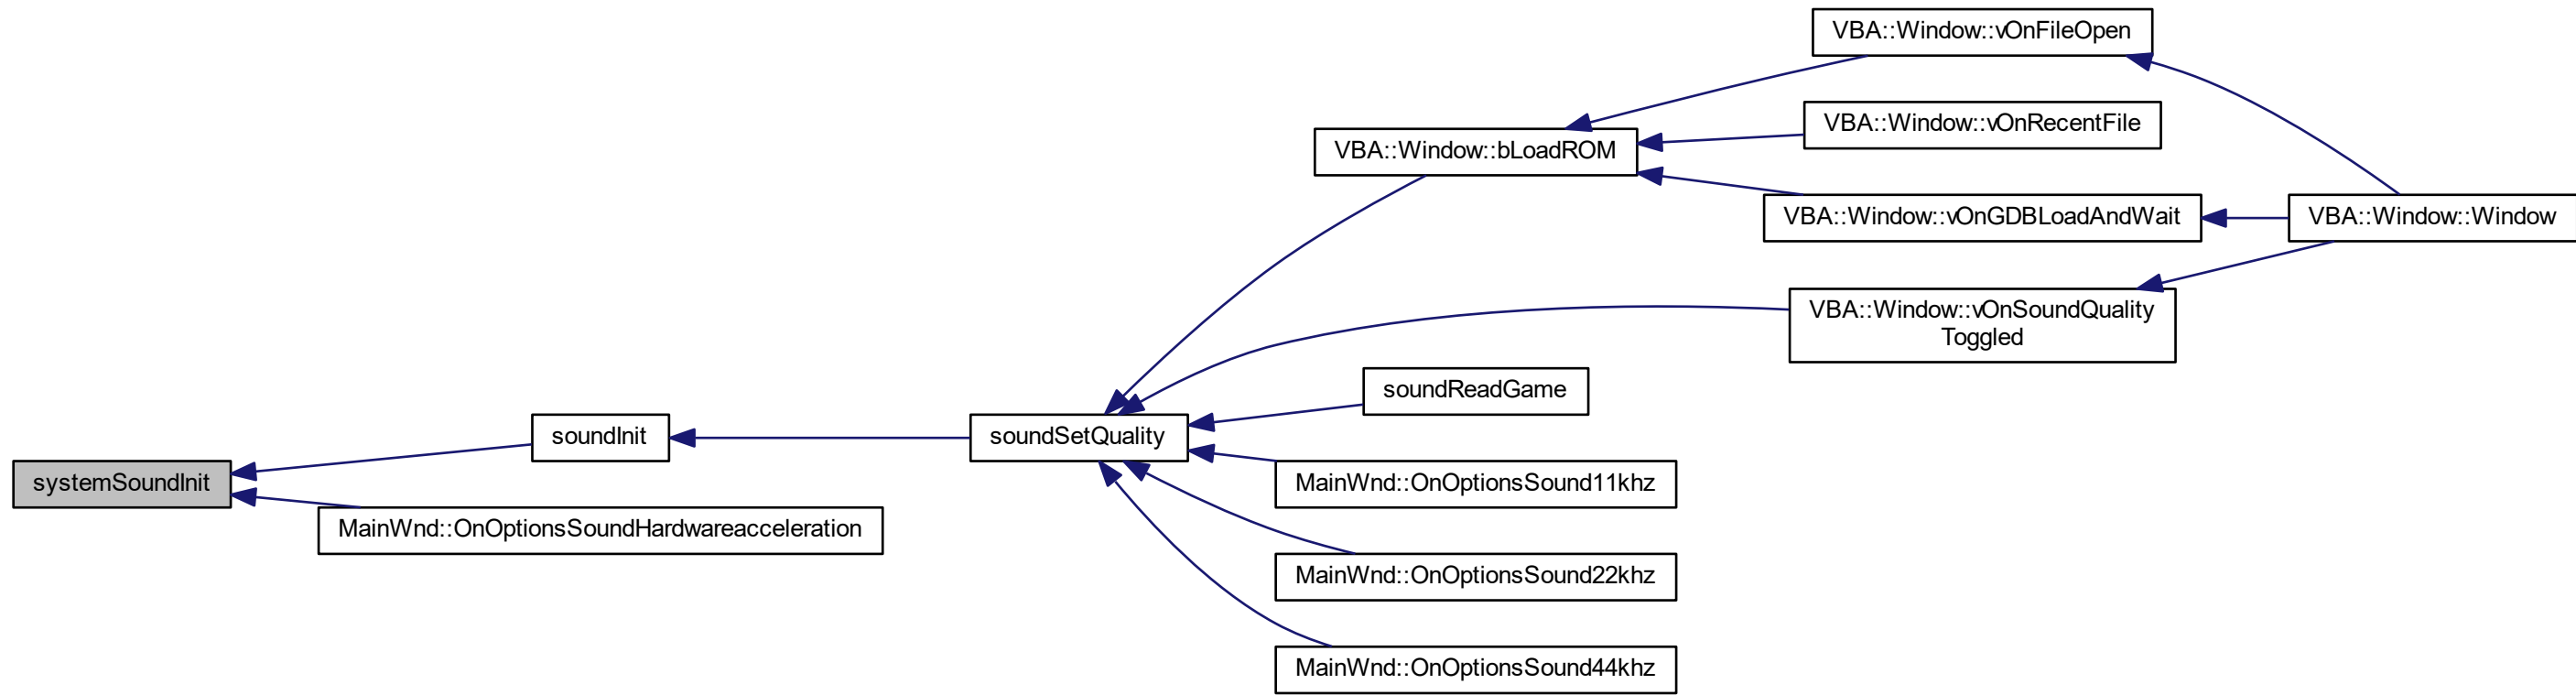 VBA::Window::vOnFileOpen
VBA::Window::vOnRecentFile
VBA::Window::bLoadROM
VBA::Window::vOnGDBLoadAndWait
VBA::Window::Window
VBA::Window::vOnSoundQuality
Toggled
soundReadGame
soundInit
soundSetQuality
systemSoundInit
MainWnd::OnOptionsSound11khz
MainWnd::OnOptionsSoundHardwareacceleration
MainWnd::OnOptionsSound22khz
MainWnd::OnOptionsSound44khz